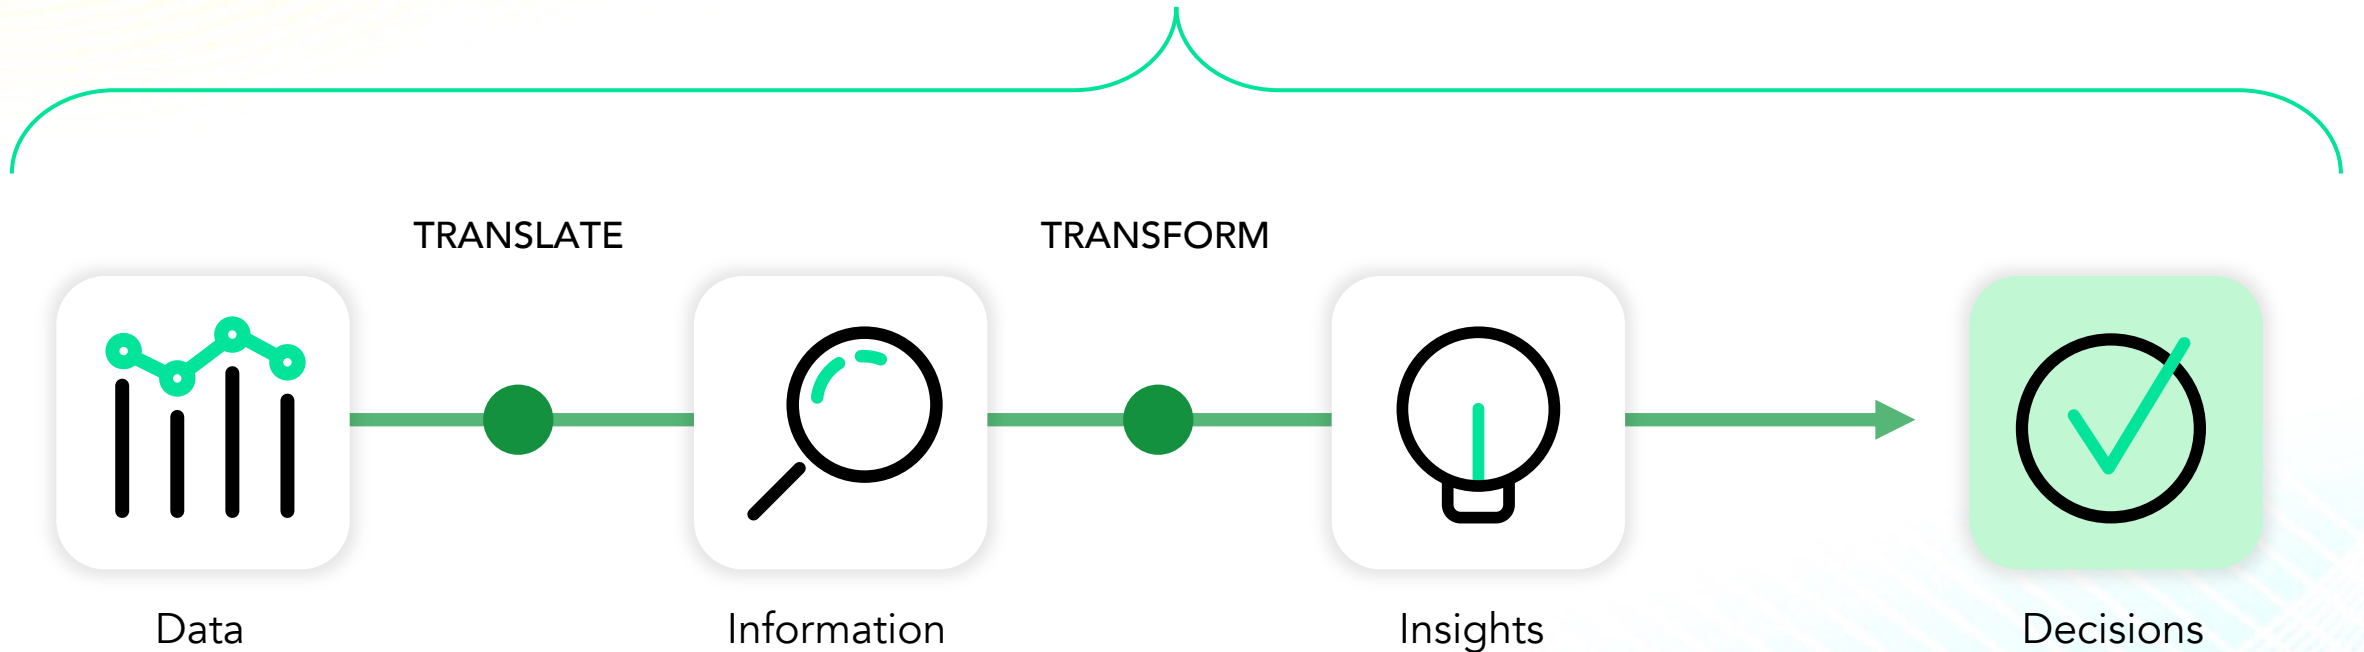 TRANSLATE
TRANSFORM
Data
Information
Insights
Decisions